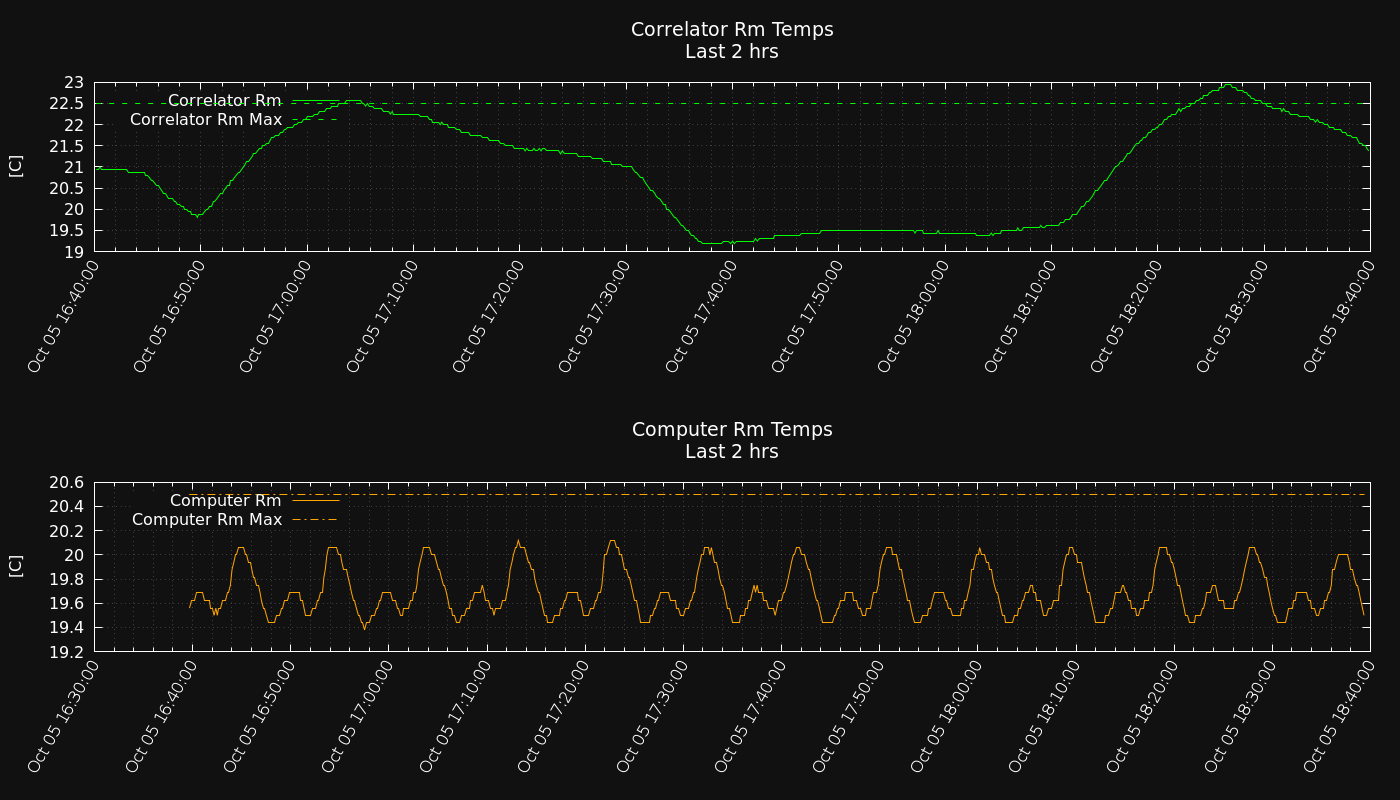 Correlator Rm Temps
Last 2 hrs
[C]
23
22.5
22
21.5
21
20.5
20
19.5
19
Correlator Rm
Correlator Rm Max
Oct 05 16:40:00
Oct 05 16:50:00
Oct 05 17:00:00
Oct 05 17:10:00
Oct 05 17:20:00
Oct 05 17:30:00
Oct 05 17:40:00
Oct 05 17:50:00
Oct 05 18:00:00
Oct 05 18:10:00
Oct 05 18:20:00
Oct 05 18:30:00
Oct 05 18:40:00
Computer Rm Temps
Last 2 hrs
[C]
20.6
20.4
20.2
20
19.8
19.6
19.4
19.2
Computer Rm
Computer Rm Max
Oct 05 16:30:00
Oct 05 16:40:00
Oct 05 16:50:00
Oct 05 17:00:00
Oct 05 17:10:00
Oct 05 17:20:00
Oct 05 17:30:00
Oct 05 17:40:00
Oct 05 17:50:00
Oct 05 18:00:00
Oct 05 18:10:00
Oct 05 18:20:00
Oct 05 18:30:00
Oct 05 18:40:00